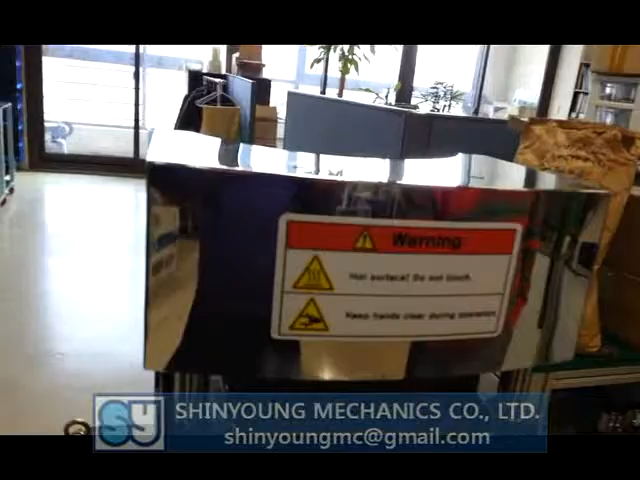 Warning
Hot surface! Do not touch.
Keep hands clear during operation.
SY
SHINYOUNG MECHANICS CO., LTD.
shinyoungmc@gmail.com